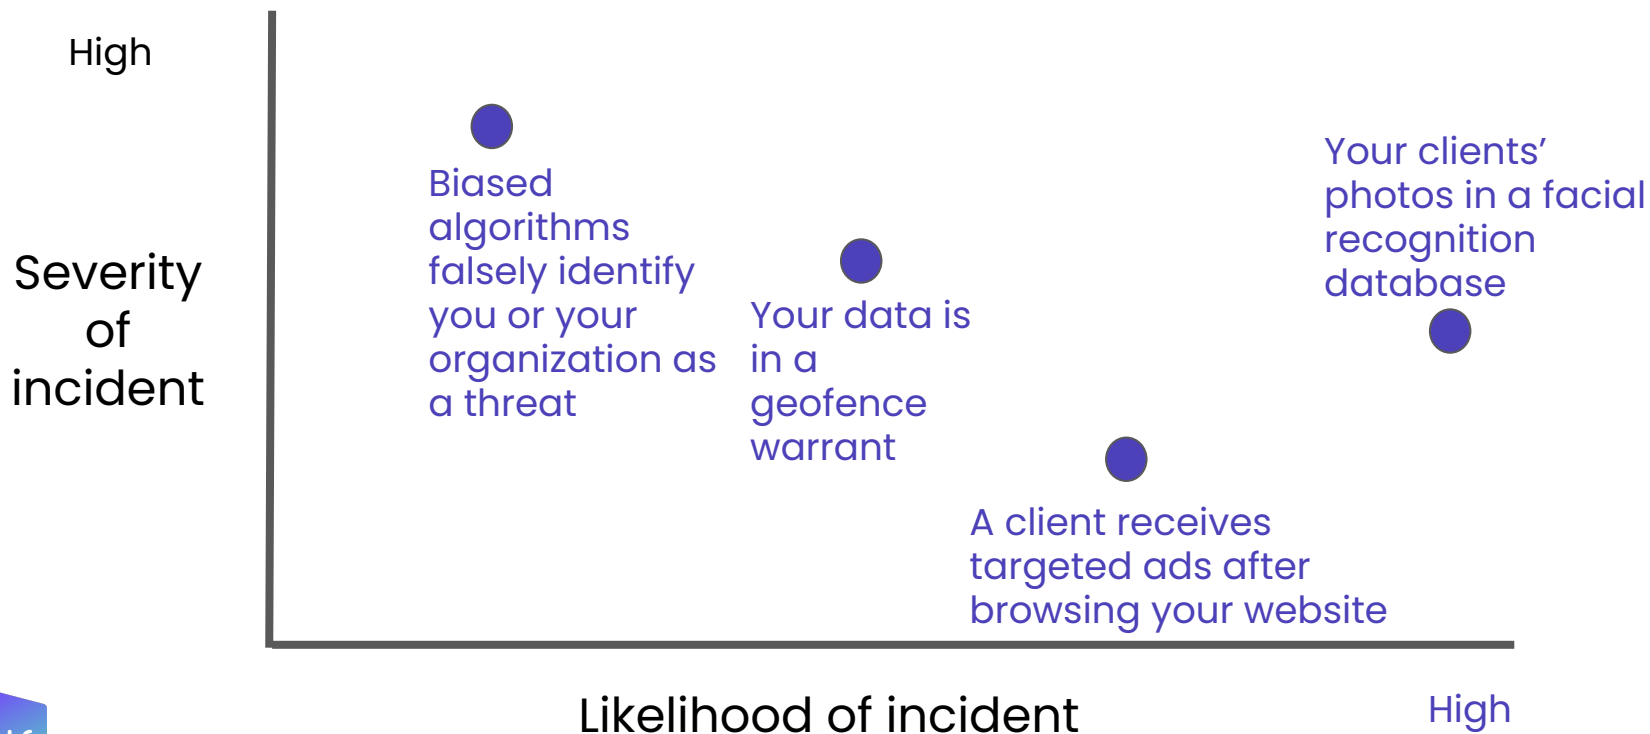 High
Severity
of
incident
Biased
algorithms
falsely identify
you or your
organization as
a threat
Your data is
in a
geofence
warrant
A client receives
targeted ads after
browsing your website
Your clients’
photos in a facial
recognition
database
Likelihood of incident
High